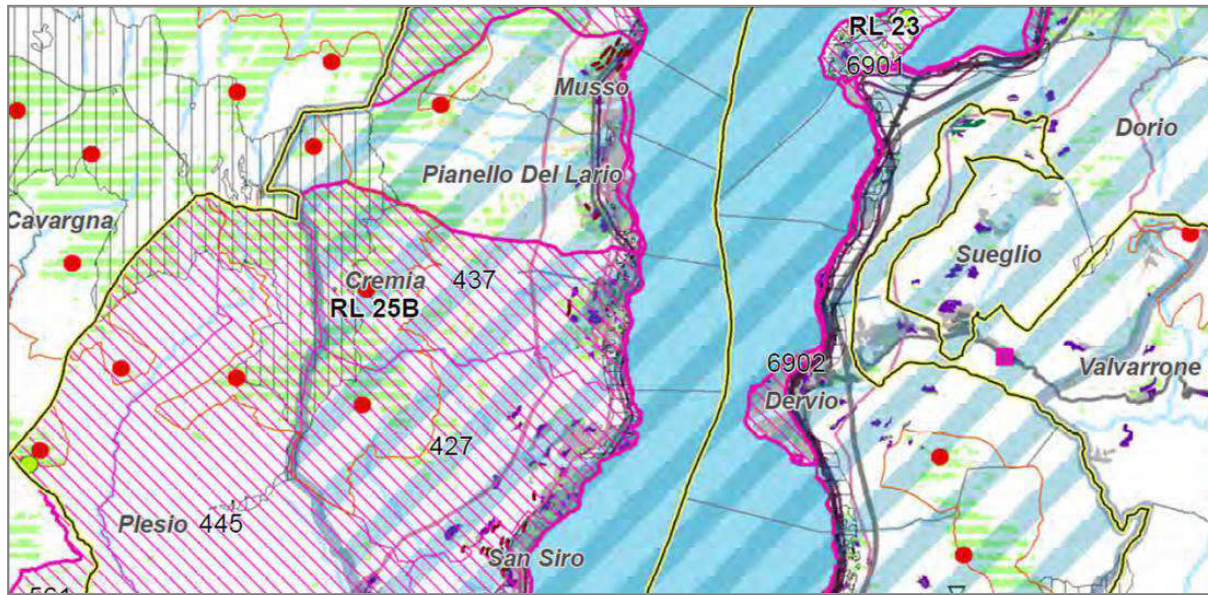 RL 23
6901
Musso
Dorio
Pianello Del Lario
Cavargna
Sueglio
Cremia
437
RL 25B
6902
Valvarrone
Dervio
427
Plesio
445
San Siro